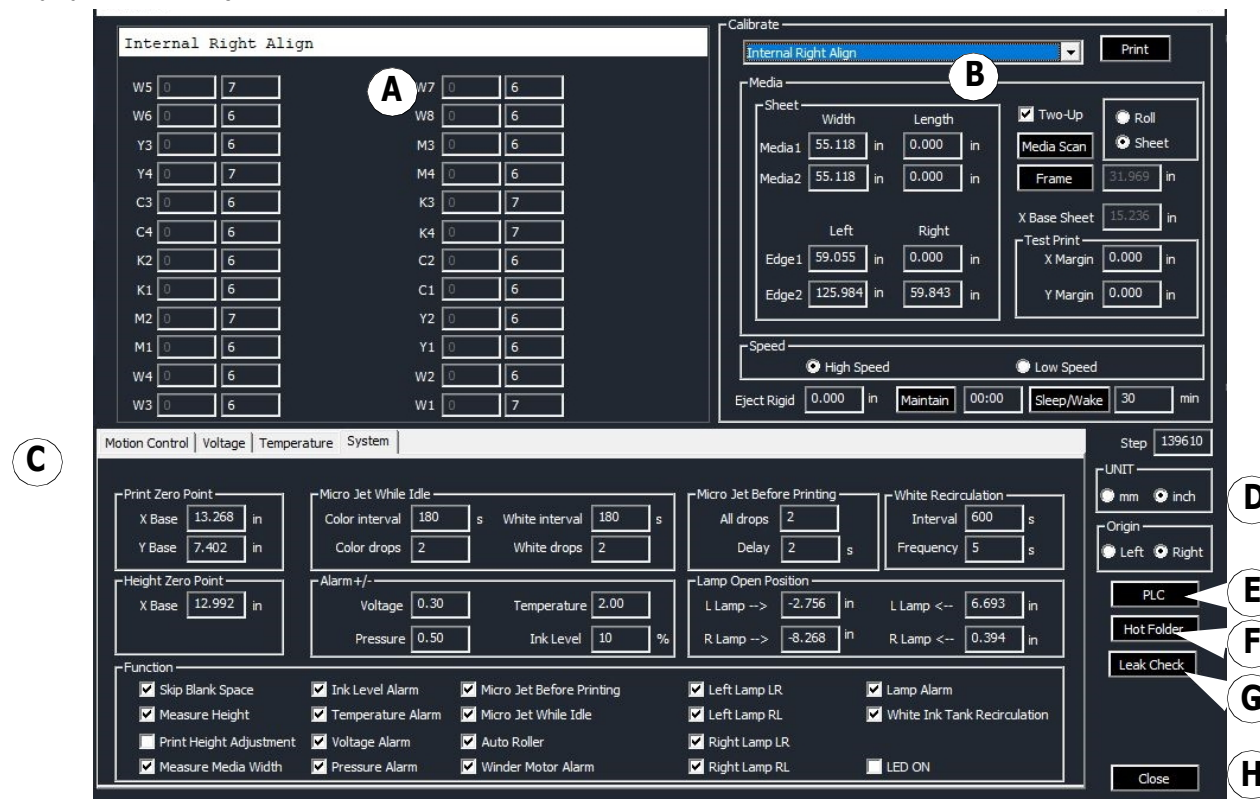 Internal Right Align
W5 0 7 W7 0 6
W6 0 6 W8 0 6
Y3 0 6 M3 0 6
Y4 0 7 M4 0 6
C3 0 6 K3 0 7
C4 0 6 K4 0 7
K2 0 6 C2 0 6
K1 0 6 C1 0 6
M2 0 7 Y2 0 6
M1 0 6 Y1 0 6
W4 0 6 W2 0 6
W3 0 6 W1 0 7
A
Calibrate
Internal Right Align Print
B
Media
Sheet
Width Length
Media1 55.118 in 0.000 in
Media2 55.118 in 0.000 in
Left Right
Edge1 59.055 in 0.000 in
Edge2 125.984 in 59.843 in
Two-Up Roll
Media Scan Sheet
Frame 31.969 in
X Base Sheet 15.236 in
Test Print
X Margin 0.000 in
Y Margin 0.000 in
Speed
High Speed Low Speed
Eject Rigid 0.000 in Maintain 00:00 Sleep/Wake 30 min
C
Motion Control Voltage Temperature System
Print Zero Point
X Base 13.268 in
Y Base 7.402 in
Micro Jet While Idle
Color interval 180 s White interval 180 s
Color drops 2 White drops 2
Micro Jet Before Printing
All drops 2
Delay 2 s
White Recirculation
Interval 600 s
Frequency 5 s
Height Zero Point
X Base 12.992 in
Alarm+/-
Voltage 0.30 Temperature 2.00
Pressure 0.50 Ink Level 10 %
Lamp Open Position
L Lamp --> -2.756 in L Lamp <-- 6.693 in
R Lamp --> -8.268 in R Lamp <-- 0.394 in
Function
Skip Blank Space Ink Level Alarm Micro Jet Before Printing Left Lamp LR Lamp Alarm
Measure Height Temperature Alarm Micro Jet While Idle Left Lamp RL White Ink Tank Recirculation
Print Height Adjustment Voltage Alarm Auto Roller Right Lamp LR
Measure Media Width Pressure Alarm Winder Motor Alarm Right Lamp RL LED ON
Step 139610
UNIT
mm inch
D
Origin
Left Right
PLC
E
Hot Folder
F
Leak Check
G
Close
H